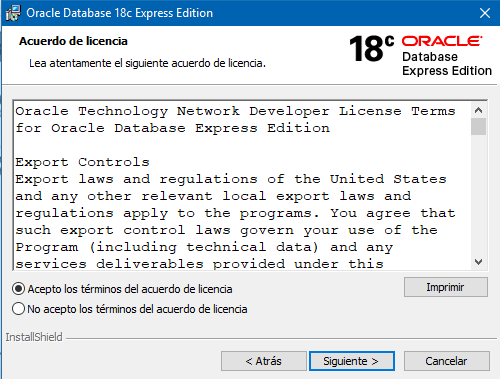 Oracle Database 18c Express Edition
Acuerdo de licencia
Lea atentamente el siguiente acuerdo de licencia.
18c ORACLE
Database
Express Edition
Oracle Technology Network Developer License Terms
for Oracle Database Express Edition
Export Controls
Export laws and regulations of the United States
and any other relevant local export laws and
regulations apply to the programs. You agree that
such export control laws govern your use of the
Program (including technical data) and any
services deliverables provided under this
Acepto los términos del acuerdo de licencia
Imprimir
No acepto los términos del acuerdo de licencia
InstallShield
< Atrás
Siguiente >
Cancelar